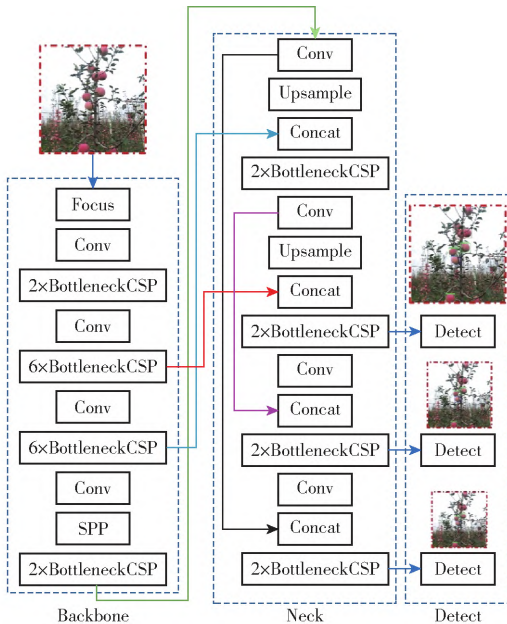 Focus
Conv
2×BottleneckCSP
Conv
6×BottleneckCSP
Conv
6×BottleneckCSP
Conv
SPP
2×BottleneckCSP
Backbone
Conv
Upsample
Concat
2×BottleneckCSP
Conv
Upsample
Concat
2×BottleneckCSP
Conv
Concat
2×BottleneckCSP
Conv
Concat
2×BottleneckCSP
Neck
Detect
Detect
Detect
Detect